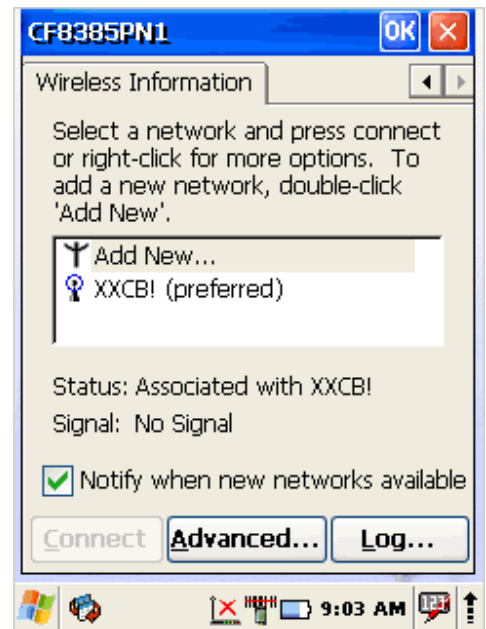 CF8385PN1 OK
Wireless Information
Select a network and press connect
or right-click for more options. To
add a new network, double-click
'Add New'.
Add New...
XXCB! (preferred)
Status: Associated with XXCB!
Signal: No Signal
Notify when new networks available
Connect Advanced... Log...
9:03 AM 123